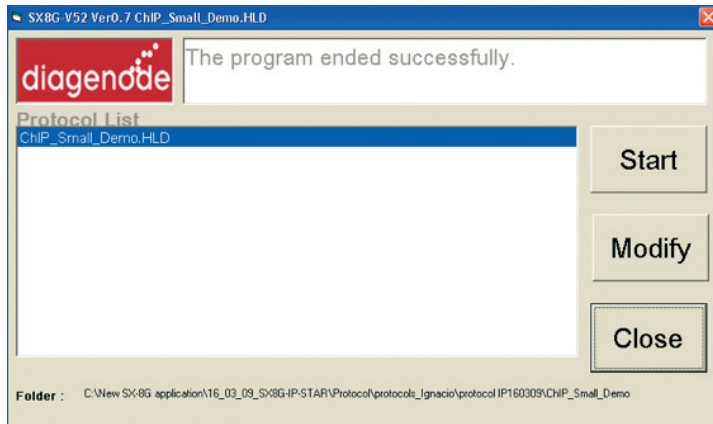 SX8G-V52 Ver0.7 ChIP_Small_Demo.HLD
diagenode
The program ended successfully.
Protocol List
ChIP_Small_Demo.HLD
Start
Modify
Close
Folder : C:\New SX-8G application\16_03_09_SX8G-IP-STAR\Protocol\protocols_Ignacio\protocol IP160309\ChIP_Small_Demo